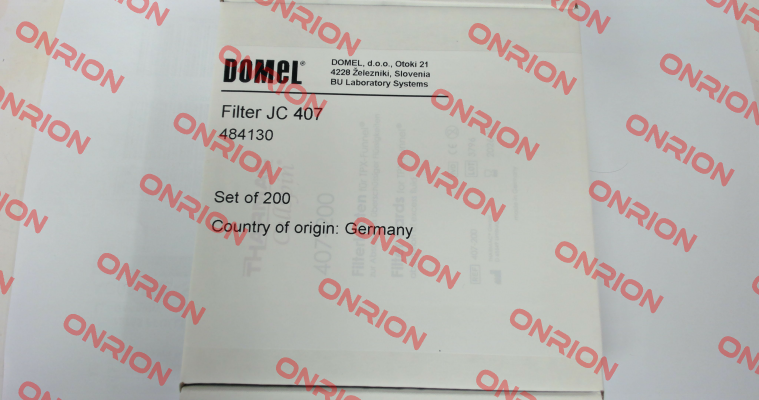 DOMEL®
DOMEL, d.o.o., Otoki 21
4228 Železniki, Slovenia
BU Laboratory Systems
Filter JC 407
484130
Set of 200
Country of origin: Germany
ONRION